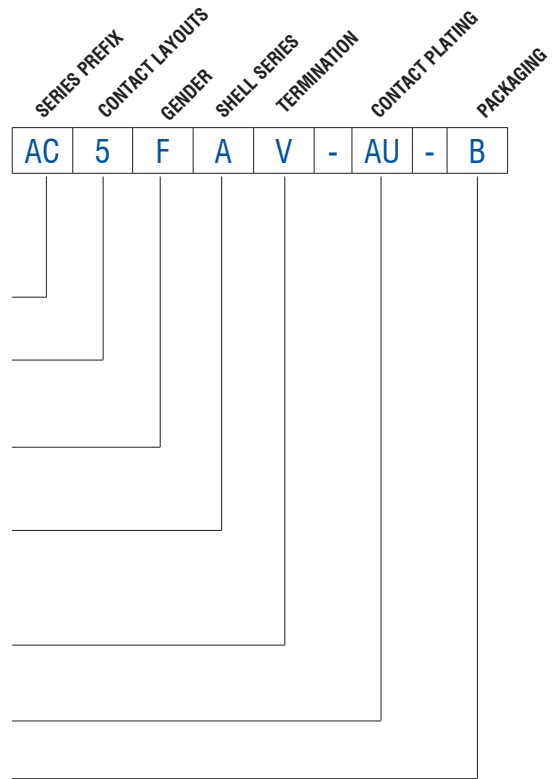 SERIES PREFIX
CONTACT LAYOUTS
GENDER
SHELL SERIES
TERMINATION
CONTACT PLATING
PACKAGING
AC 5 F A V - AU - B